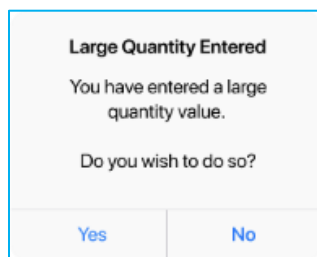 Large Quantity Entered
You have entered a large
quantity value.
Do you wish to do so?
Yes
No